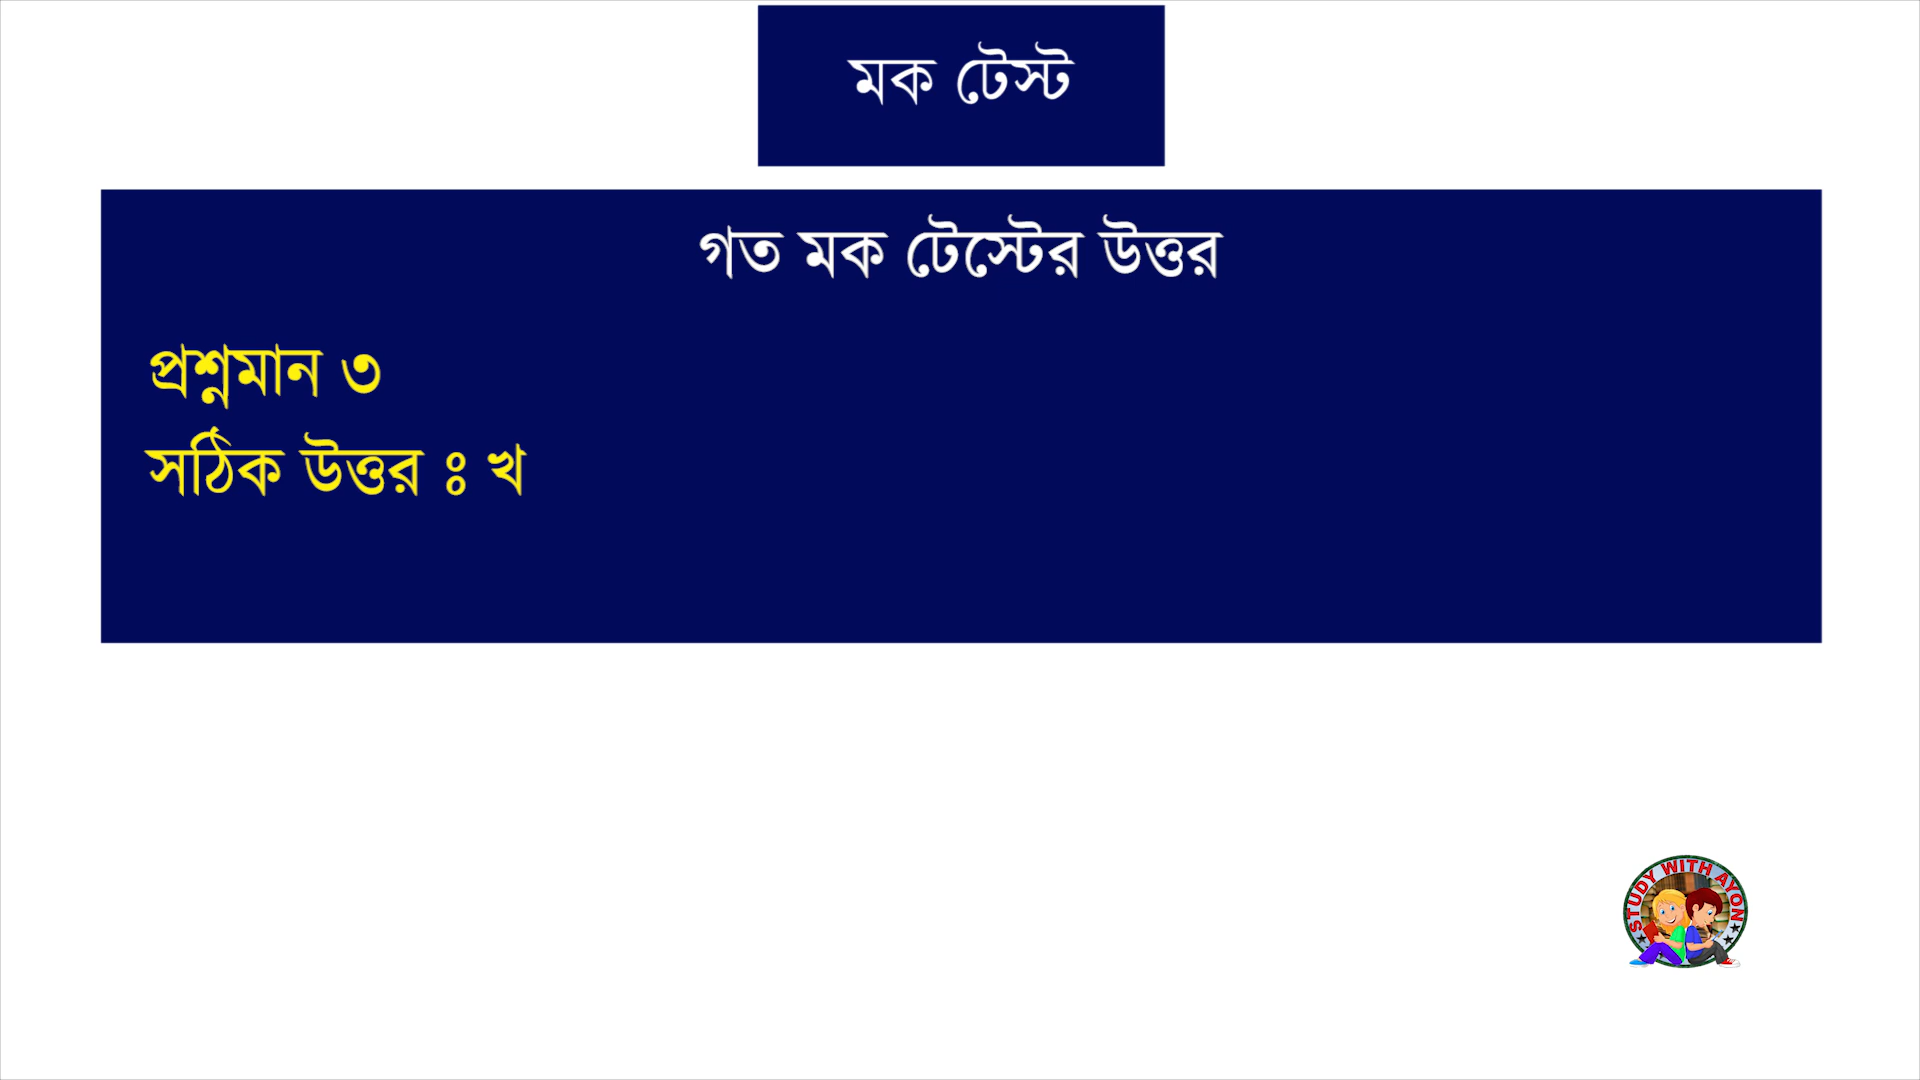 মক টেস্ট
গত মক টেস্টের উত্তর
প্রশ্নমান ৩
সঠিক উত্তর ঃ খ
STUDY WITH AYON